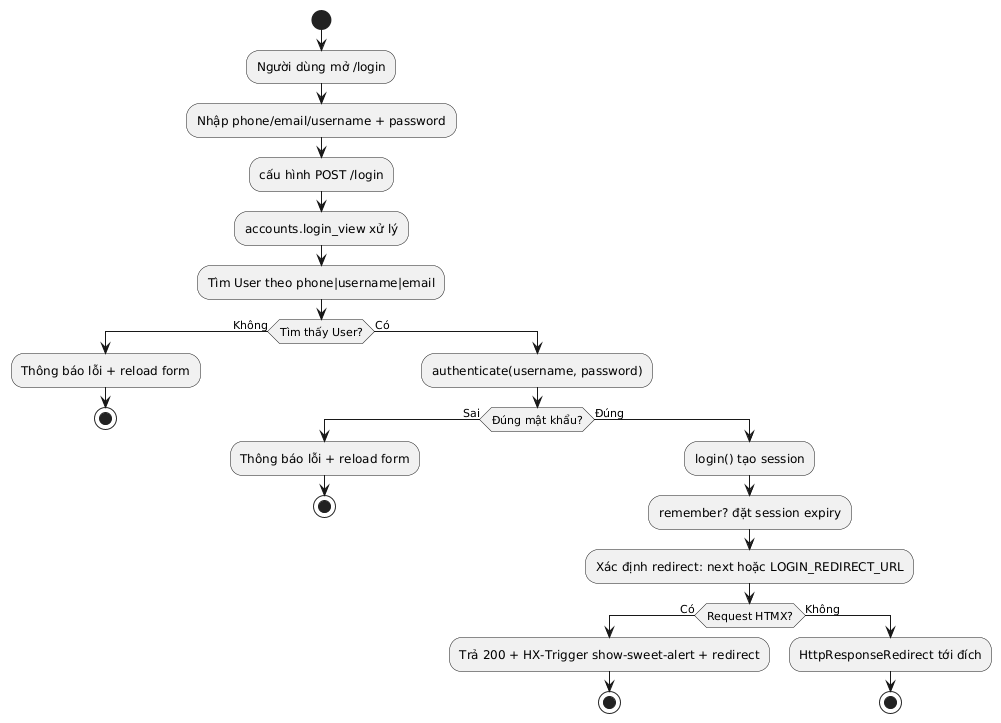 Người dùng mở /login
Nhập phone/email/username + password
cấu hình POST /login
accounts.login_view xử lý
Tìm User theo phone|username|email
Không
Tìm thấy User?
Có
Thông báo lỗi + reload form
authenticate(username, password)
Sai
Đúng mật khẩu?
Đúng
Thông báo lỗi + reload form
login() tạo session
remember? đặt session expiry
Xác định redirect: next hoặc LOGIN_REDIRECT_URL
Có
Request HTMX?
Không
Trả 200 + HX-Trigger show-sweet-alert + redirect
HttpResponseRedirect tới đích